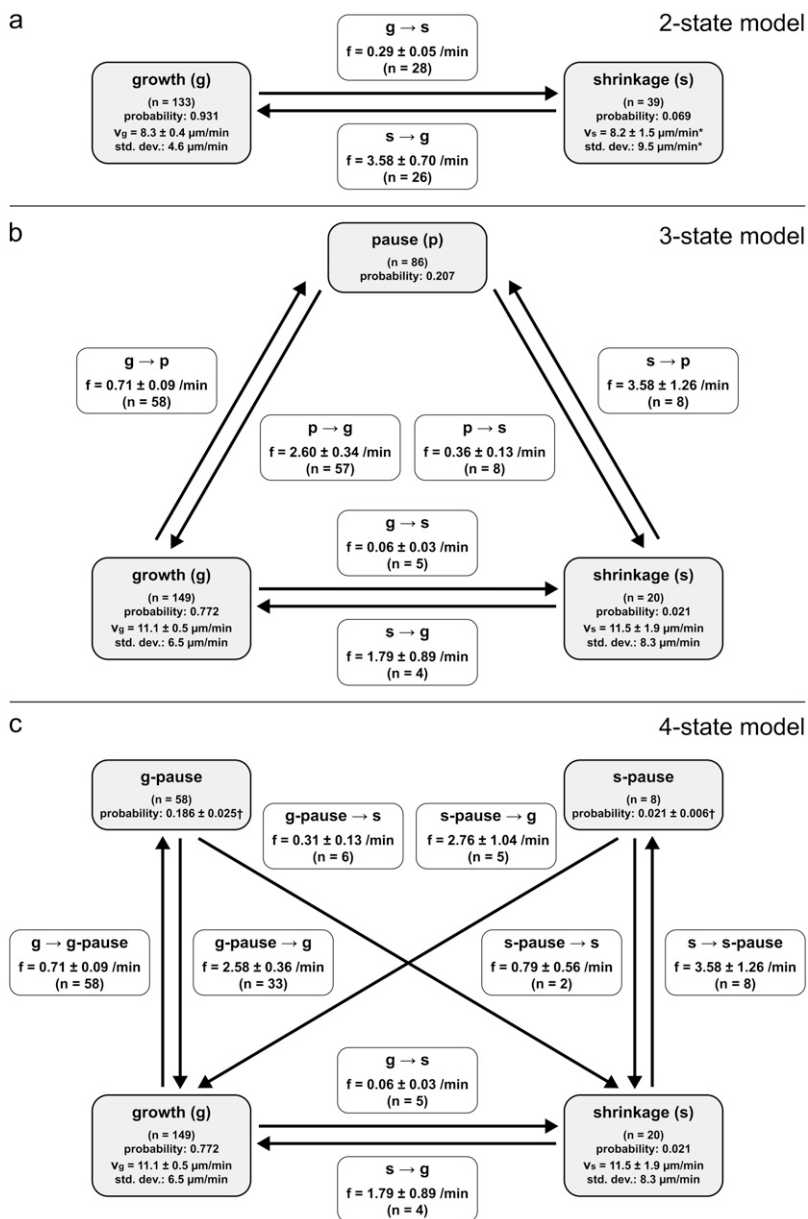 a
2-state model
g → s
f = 0.29 ± 0.05 /min
(n = 28)
growth (g)
(n = 133)
probability: 0.931
vg = 8.3 ± 0.4 µm/min
std. dev.: 4.6 µm/min
shrinkage (s)
(n = 39)
probability: 0.069
vs = 8.2 ± 1.5 µm/min*
std. dev.: 9.5 µm/min*
s → g
f = 3.58 ± 0.70 /min
(n = 26)
b
3-state model
pause (p)
(n = 86)
probability: 0.207
g → p
f = 0.71 ± 0.09 /min
(n = 58)
s → p
f = 3.58 ± 1.26 /min
(n = 8)
p → g
f = 2.60 ± 0.34 /min
(n = 57)
p → s
f = 0.36 ± 0.13 /min
(n = 8)
g → s
f = 0.06 ± 0.03 /min
(n = 5)
growth (g)
(n = 149)
probability: 0.772
vg = 11.1 ± 0.5 µm/min
std. dev.: 6.5 µm/min
shrinkage (s)
(n = 20)
probability: 0.021
vs = 11.5 ± 1.9 µm/min
std. dev.: 8.3 µm/min
s → g
f = 1.79 ± 0.89 /min
(n = 4)
c
4-state model
g-pause
(n = 58)
probability: 0.186 ± 0.025†
s-pause
(n = 8)
probability: 0.021 ± 0.006†
g-pause → s
f = 0.31 ± 0.13 /min
(n = 6)
s-pause → g
f = 2.76 ± 1.04 /min
(n = 5)
g → g-pause
f = 0.71 ± 0.09 /min
(n = 58)
g-pause → g
f = 2.58 ± 0.36 /min
(n = 33)
s-pause → s
f = 0.79 ± 0.56 /min
(n = 2)
s → s-pause
f = 3.58 ± 1.26 /min
(n = 8)
g → s
f = 0.06 ± 0.03 /min
(n = 5)
growth (g)
(n = 149)
probability: 0.772
vg = 11.1 ± 0.5 µm/min
std. dev.: 6.5 µm/min
shrinkage (s)
(n = 20)
probability: 0.021
vs = 11.5 ± 1.9 µm/min
std. dev.: 8.3 µm/min
s → g
f = 1.79 ± 0.89 /min
(n = 4)